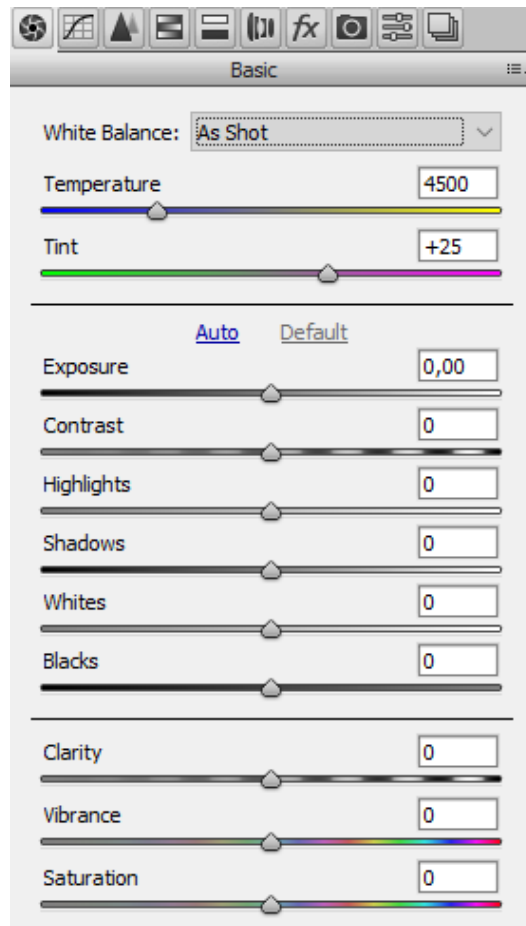 fx
Basic
White Balance: As Shot
Temperature 4500
Tint +25
Auto Default
Exposure 0,00
Contrast 0
Highlights 0
Shadows 0
Whites 0
Blacks 0
Clarity 0
Vibrance 0
Saturation 0